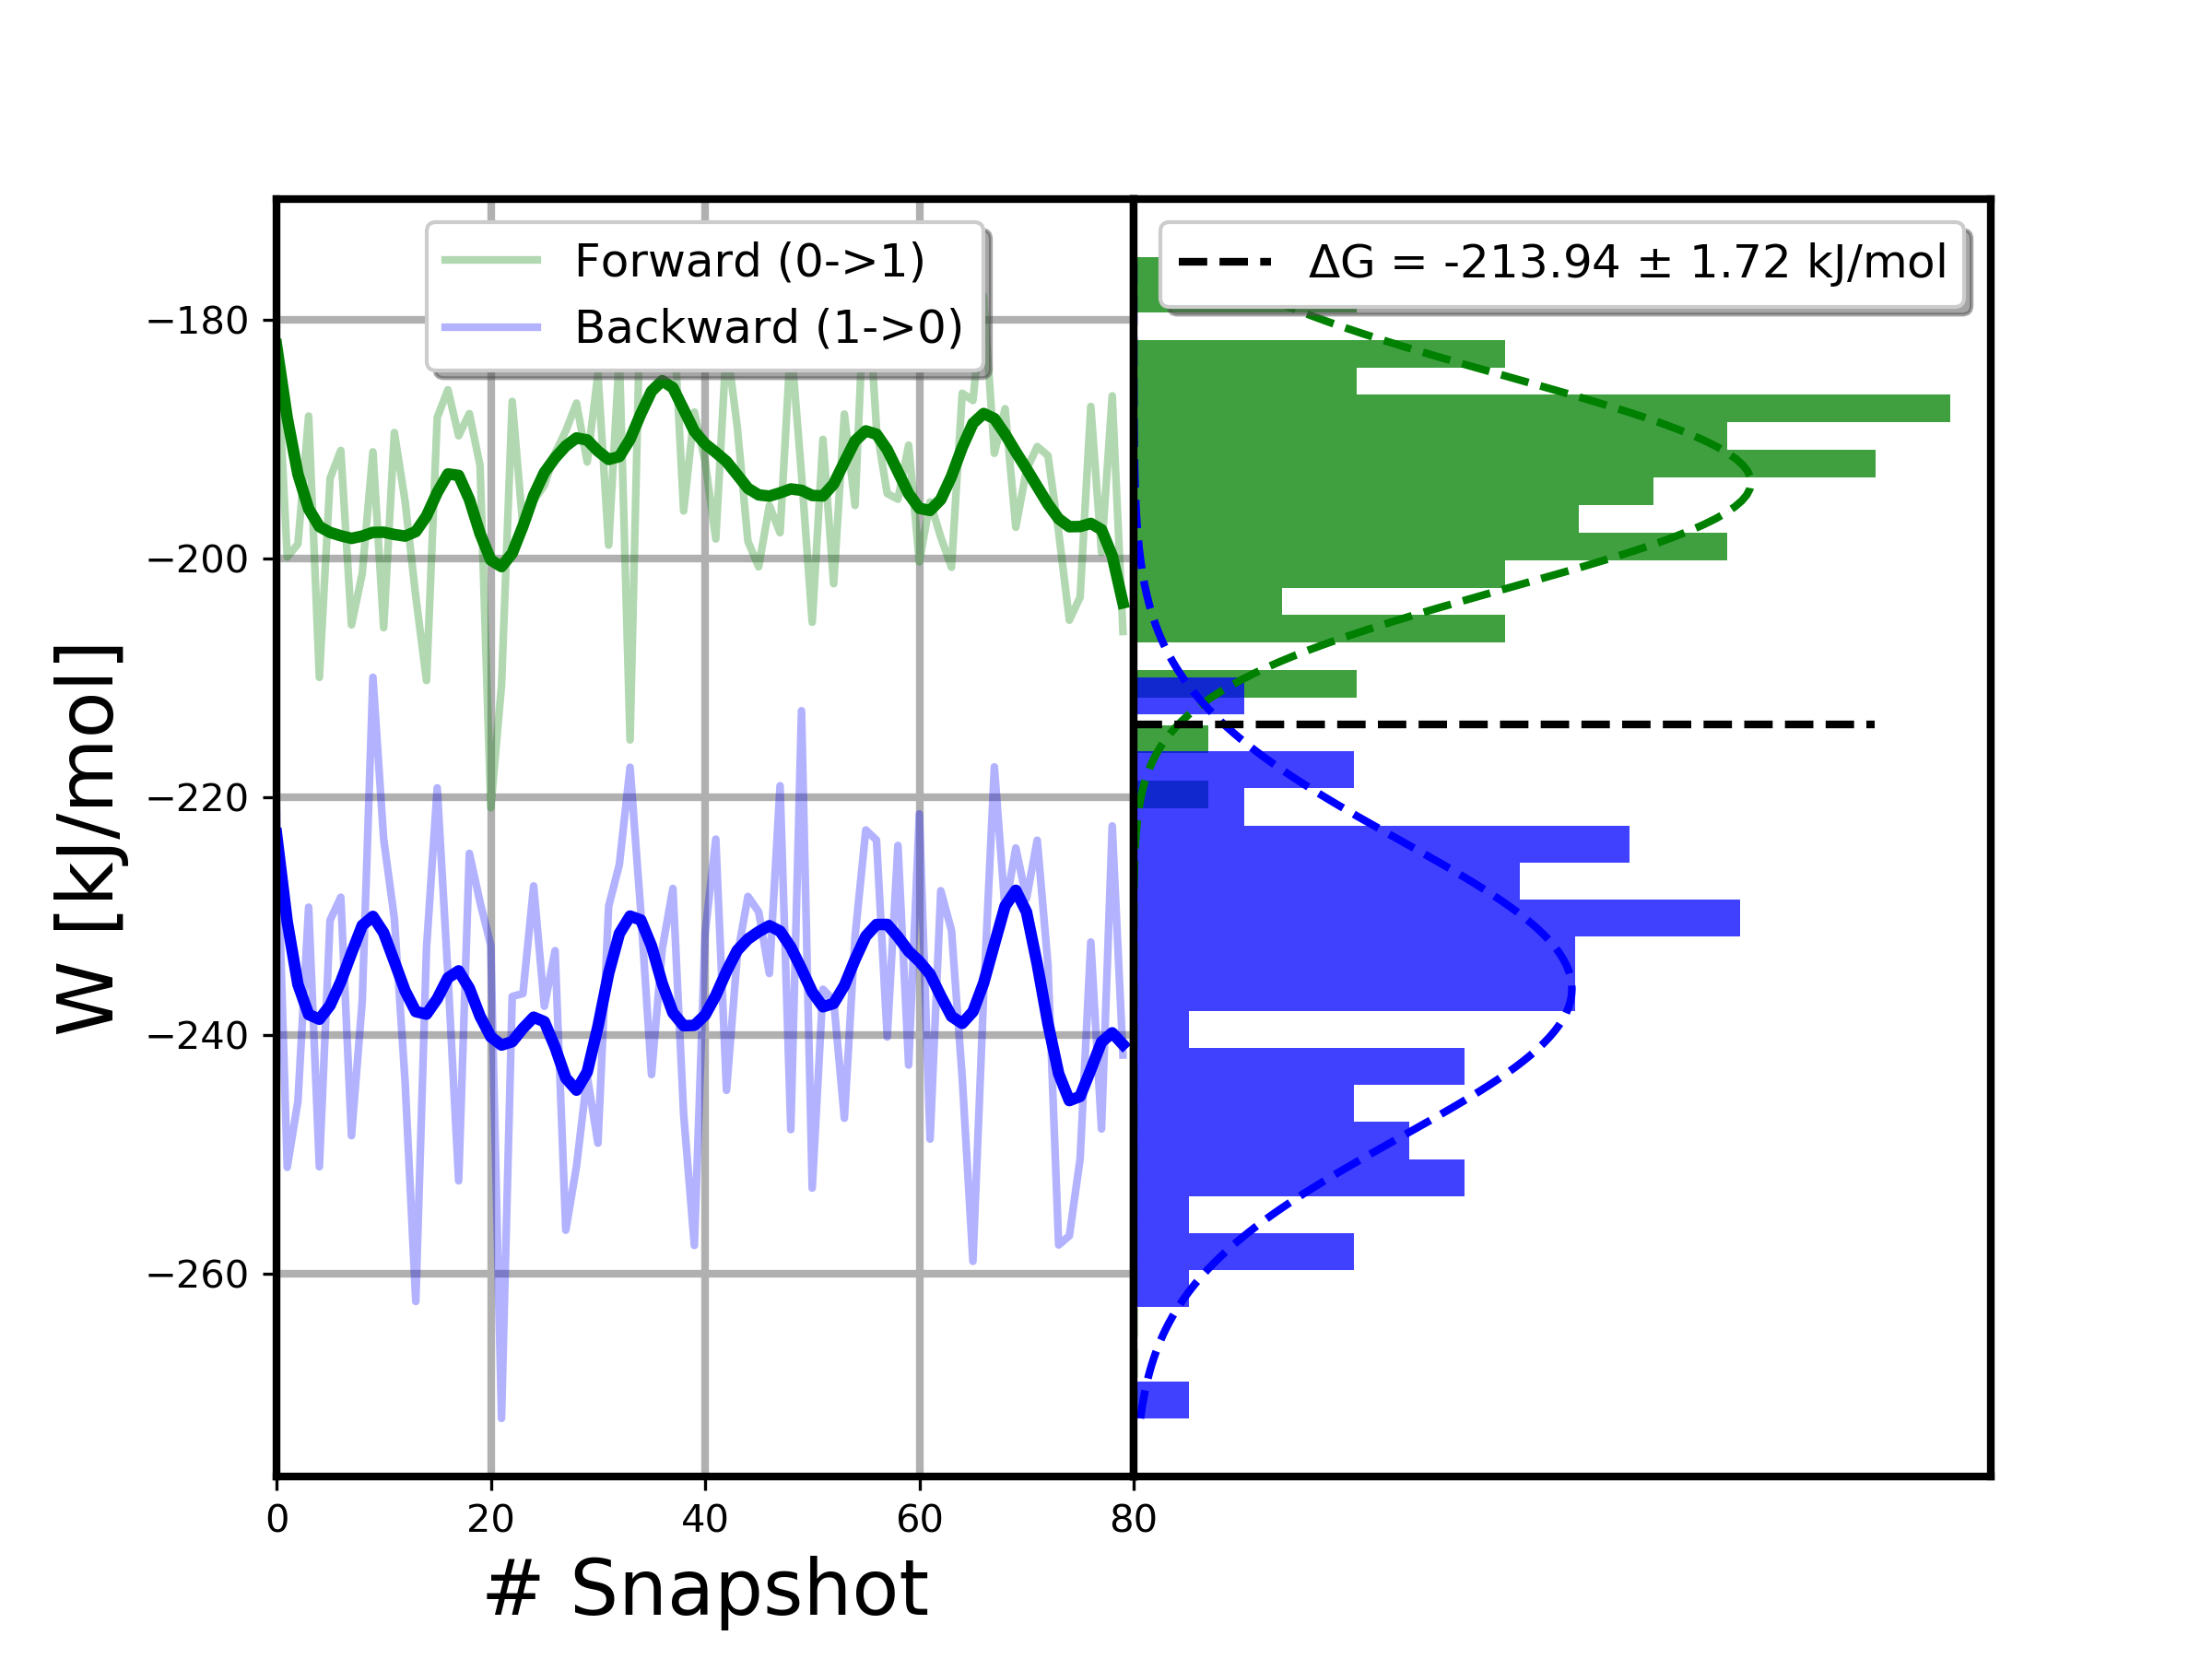 Forward (0->1)
Backward (1->0)
ΔG = -213.94 ± 1.72 kJ/mol
W [kJ/mol]
−180
−200
−220
−240
−260
0 20 40 60 80
# Snapshot